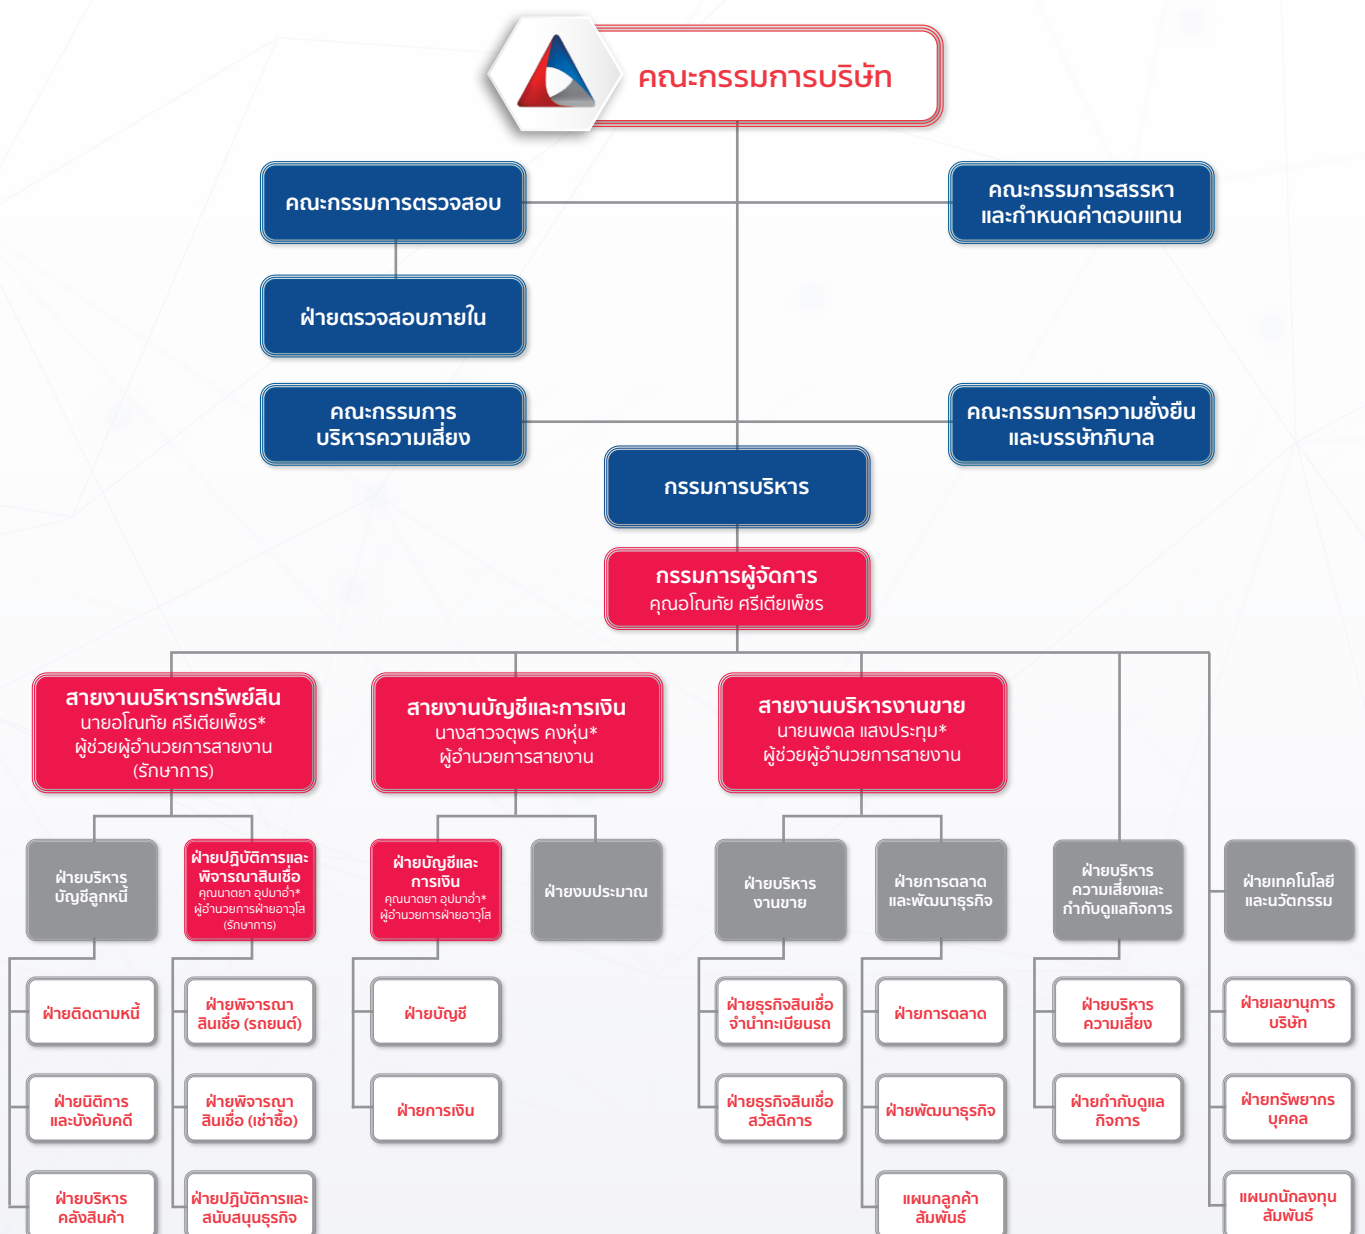 คณะกรรมการบริษัท
คณะกรรมการตรวจสอบ
คณะกรรมการสรรหา
และกำหนดค่าตอบแทน
ฝ่ายตรวจสอบภายใน
คณะกรรมการ
บริหารความเสี่ยง
คณะกรรมการความยั่งยืน
และบรรษัทภิบาล
กรรมการบริหาร
กรรมการผู้จัดการ
คุณอโณทัย ศรีเตียเพ็ชร
สายงานบริหารทรัพย์สิน
นายอโณทัย ศรีเตียเพ็ชร*
ผู้ช่วยผู้อำนวยการสายงาน
(รักษาการ)
สายงานบัญชีและการเงิน
นางสาวจตุพร คงหุ่น*
ผู้อำนวยการสายงาน
สายงานบริหารงานขาย
นายนพดล แสงประทุม*
ผู้ช่วยผู้อำนวยการสายงาน
ฝ่ายบริหาร
บัญชีลูกหนี้
ฝ่ายปฏิบัติการและ
พิจารณาสินเชื่อ
คุณนาตยา อุปมาอ่ำ*
ผู้อำนวยการฝ่ายอาวุโส
(รักษาการ)
ฝ่ายบัญชีและ
การเงิน
คุณนาตยา อุปมาอ่ำ*
ผู้อำนวยการฝ่ายอาวุโส
ฝ่ายงบประมาณ
ฝ่ายบริหาร
งานขาย
ฝ่ายการตลาด
และพัฒนาธุรกิจ
ฝ่ายบริหาร
ความเสี่ยงและ
กำกับดูแลกิจการ
ฝ่ายเทคโนโลยี
และนวัตกรรม
ฝ่ายติดตามหนี้
ฝ่ายพิจารณา
สินเชื่อ (รถยนต์)
ฝ่ายบัญชี
ฝ่ายธุรกิจสินเชื่อ
จำนำทะเบียนรถ
ฝ่ายการตลาด
ฝ่ายบริหาร
ความเสี่ยง
ฝ่ายเลขานุการ
บริษัท
ฝ่ายนิติการ
และบังคับคดี
ฝ่ายพิจารณา
สินเชื่อ (เช่าซื้อ)
ฝ่ายการเงิน
ฝ่ายธุรกิจสินเชื่อ
สวัสดิการ
ฝ่ายพัฒนาธุรกิจ
ฝ่ายกำกับดูแล
กิจการ
ฝ่ายทรัพยากร
บุคคล
ฝ่ายบริหาร
คลังสินค้า
ฝ่ายปฏิบัติการและ
สนับสนุนธุรกิจ
แผนกลูกค้า
สัมพันธ์
แผนกนักลงทุน
สัมพันธ์